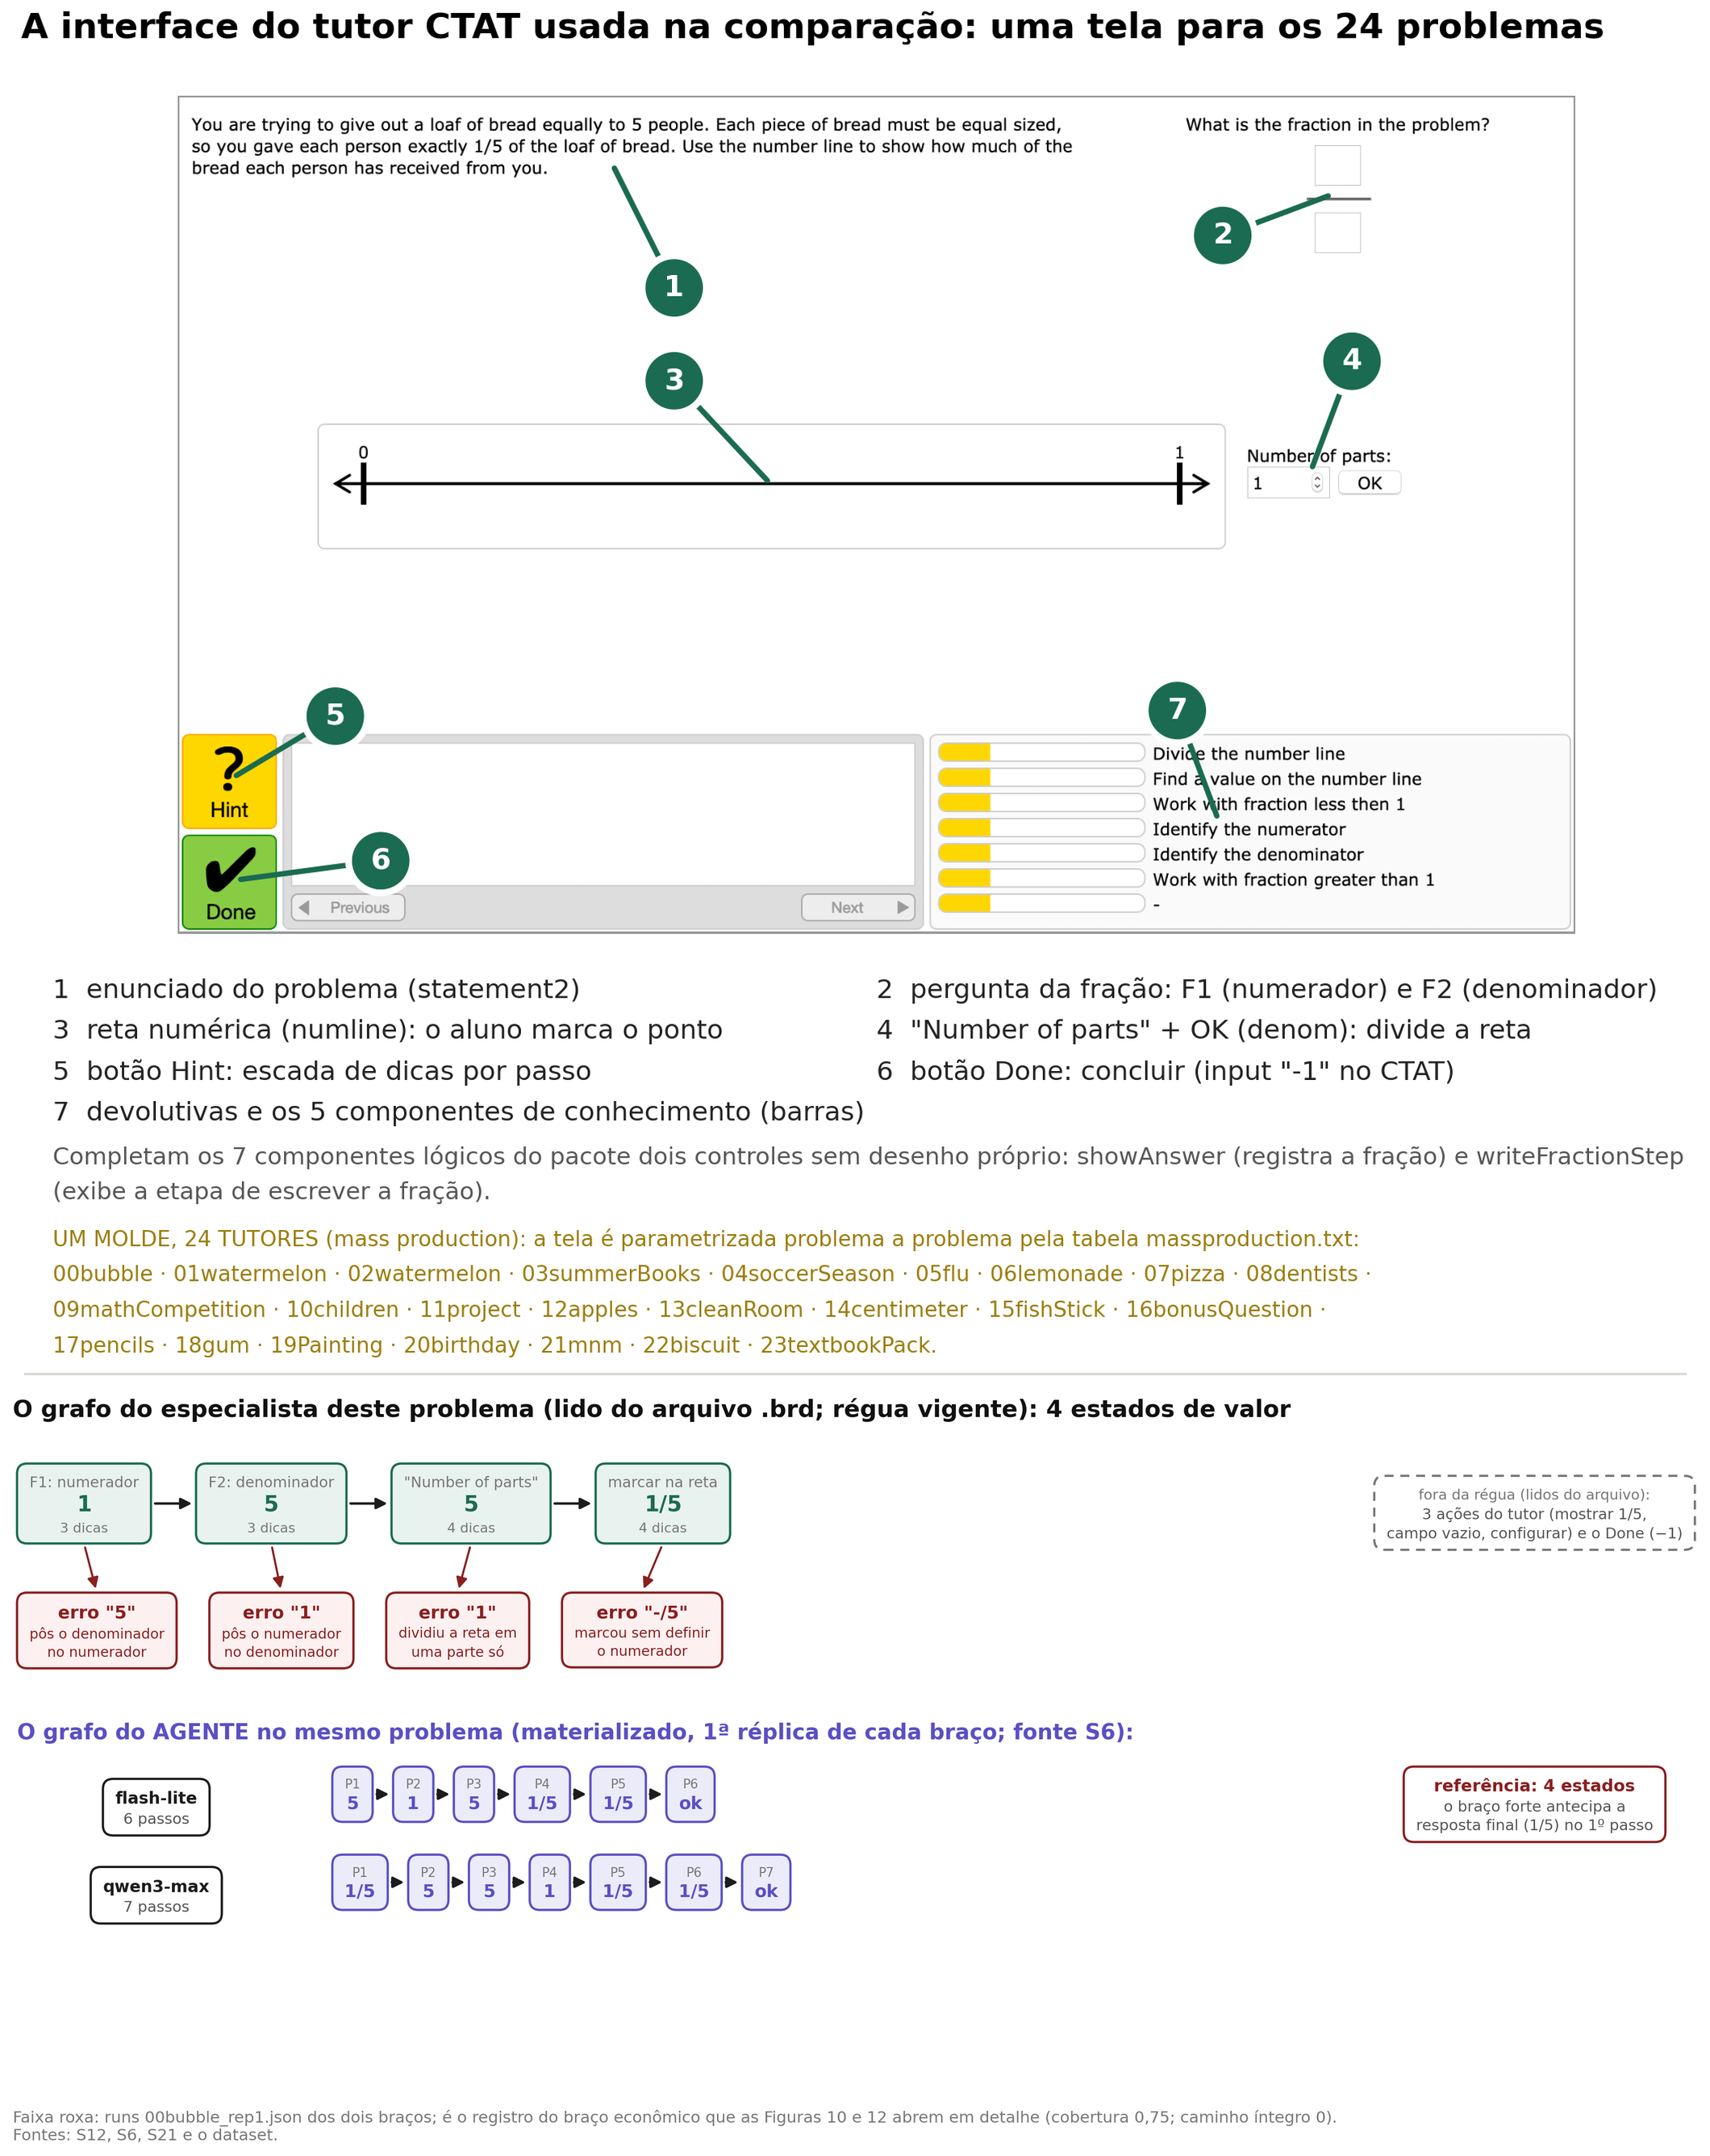 A interface do tutor CTAT usada na comparação: uma tela para os 24 problemas
You are trying to give out a loaf of bread equally to 5 people. Each piece of bread must be equal sized,
so you gave each person exactly 1/5 of the loaf of bread. Use the number line to show how much of the
bread each person has received from you.
What is the fraction in the problem?
2
1
3
4
0
1
Number of parts:
1
OK
5
7
? Hint
6
Done
Previous
Next
Divide the number line
Find a value on the number line
Work with fraction less then 1
Identify the numerator
Identify the denominator
Work with fraction greater than 1
-
1 enunciado do problema (statement2)
2 pergunta da fração: F1 (numerador) e F2 (denominador)
3 reta numérica (numline): o aluno marca o ponto
4 "Number of parts" + OK (denom): divide a reta
5 botão Hint: escada de dicas por passo
6 botão Done: concluir (input "-1" no CTAT)
7 devolutivas e os 5 componentes de conhecimento (barras)
Completam os 7 componentes lógicos do pacote dois controles sem desenho próprio: showAnswer (registra a fração) e writeFractionStep
(exibe a etapa de escrever a fração).
UM MOLDE, 24 TUTORES (mass production): a tela é parametrizada problema a problema pela tabela massproduction.txt:
00bubble · 01watermelon · 02watermelon · 03summerBooks · 04soccerSeason · 05flu · 06lemonade · 07pizza · 08dentists ·
09mathCompetition · 10children · 11project · 12apples · 13cleanRoom · 14centimeter · 15fishStick · 16bonusQuestion ·
17pencils · 18gum · 19Painting · 20birthday · 21mnm · 22biscuit · 23textbookPack.
O grafo do especialista deste problema (lido do arquivo .brd; régua vigente): 4 estados de valor
F1: numerador
1
3 dicas
F2: denominador
5
3 dicas
"Number of parts"
5
4 dicas
marcar na reta
1/5
4 dicas
fora da régua (lidos do arquivo):
3 ações do tutor (mostrar 1/5,
campo vazio, configurar) e o Done (−1)
erro "5"
pôs o denominador
no numerador
erro "1"
pôs o numerador
no denominador
erro "1"
dividiu a reta em
uma parte só
erro "-/5"
marcou sem definir
o numerador
O grafo do AGENTE no mesmo problema (materializado, 1ª réplica de cada braço; fonte S6):
flash-lite
6 passos
P1
5
P2
1
P3
5
P4
1/5
P5
1/5
P6
ok
referência: 4 estados
o braço forte antecipa a
resposta final (1/5) no 1º passo
qwen3-max
7 passos
P1
1/5
P2
5
P3
5
P4
1
P5
1/5
P6
1/5
P7
ok
Faixa roxa: runs 00bubble_rep1.json dos dois braços; é o registro do braço econômico que as Figuras 10 e 12 abrem em detalhe (cobertura 0,75; caminho íntegro 0).
Fontes: S12, S6, S21 e o dataset.